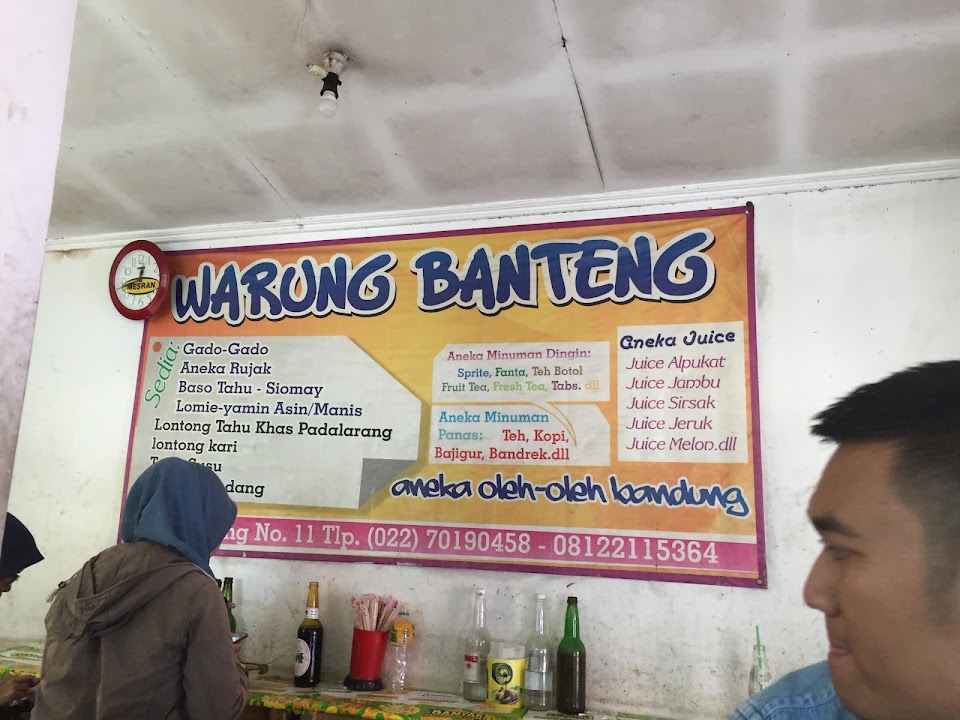 WARUNG BANTENG
MESRAN
Sedia:
Gado-Gado
Aneka Rujak
Baso Tahu - Siomay
Lomie-yamin Asin/Manis
Lontong Tahu Khas Padalarang
lontong kari
Susu
Aneka Minuman Dingin:
Sprite, Fanta, Teh Botol
Fruit Tea, Fresh Tea, Tabs. dll
Aneka Minuman
Panas: Teh, Kopi,
Bajigur, Bandrek.dll
aneka Juice
Juice Alpukat
Juice Jambu
Juice Sirsak
Juice Jeruk
Juice Melon.dll
aneka oleh-oleh bandung
No. 11 Tlp. (022) 70190458 - 08122115364